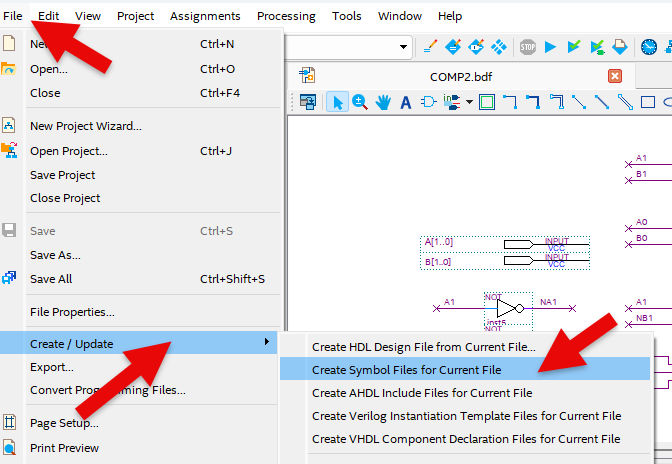 File Edit View Project Assignments Processing Tools Window Help
Ctrl+N
Open... Ctrl+O
Close Ctrl+F4
New Project Wizard...
Open Project... Ctrl+J
Save Project
Close Project
Save Ctrl+S
Save As...
Save All Ctrl+Shift+S
File Properties...
Create / Update
Export...
Convert Programming Files...
Page Setup...
Print Preview
STOP
COMP2.bdf
A
in
A1
B1
A0
B0
A[1..0] INPUT
VCC
B[1..0] INPUT
VCC
NOT
A1 NA1
inst5
NOT
A1
NB1
Create HDL Design File from Current File...
Create Symbol Files for Current File
Create AHDL Include Files for Current File
Create Verilog Instantiation Template Files for Current File
Create VHDL Component Declaration Files for Current File